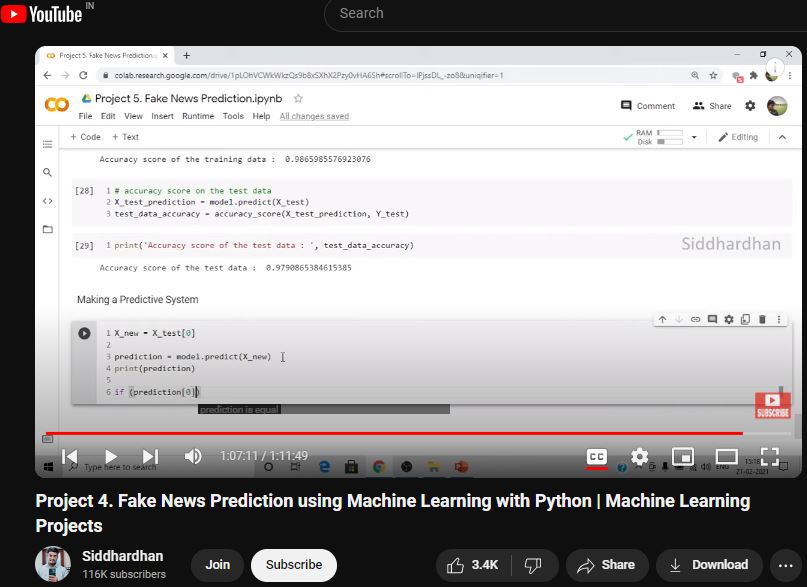 YouTube IN
Search
Project 5. Fake News Prediction.
colab.research.google.com/drive/1pLOhVCWkWkzQs9b8xSXhX2Pzy0vHA6Sh#scrollTo=IPjssDL_-zo8&uniqifier=1
Project 5. Fake News Prediction.ipynb
Comment Share
File Edit View Insert Runtime Tools Help All changes saved
+ Code + Text
RAM
Disk
Editing
Accuracy score of the training data : 0.9865985576923076
[28] 1 # accuracy score on the test data
2 X_test_prediction = model.predict(X_test)
3 test_data_accuracy = accuracy_score(X_test_prediction, Y_test)
[29] 1 print('Accuracy score of the test data : ', test_data_accuracy)
Siddhardhan
Accuracy score of the test data : 0.9790865384615385
Making a Predictive System
1 X_new = X_test[0]
2
3 prediction = model.predict(X_new)
4 print(prediction)
5
6 if (prediction[0])
prediction is equal
SUBSCRIBE
1:07:11 / 1:11:49
CC
Type here to search
ENG
21-02-2021
Project 4. Fake News Prediction using Machine Learning with Python | Machine Learning
Projects
Siddhardhan
116K subscribers
Join
Subscribe
3.4K
Share
Download